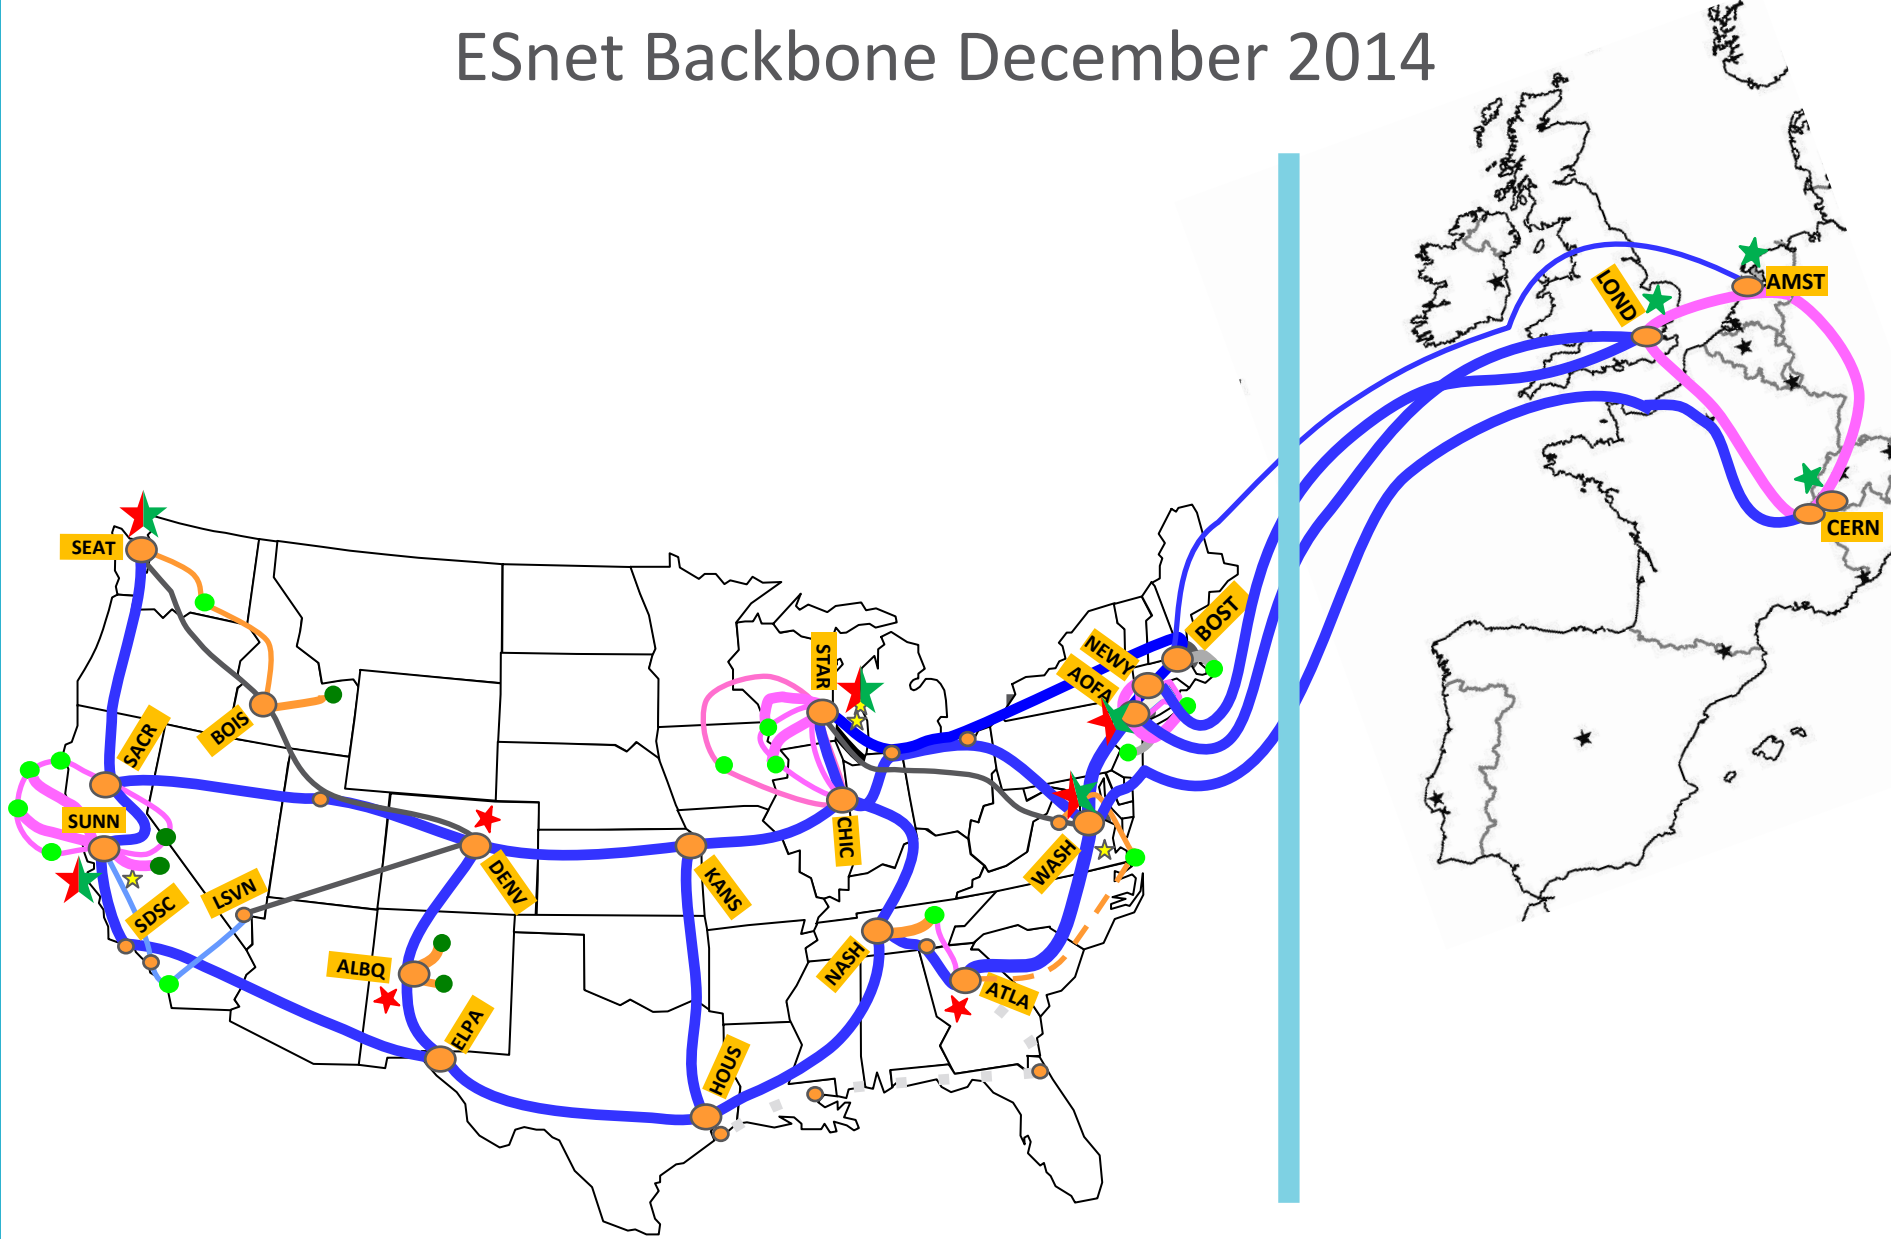 ESnet Backbone December 2014
AMST
LOND
CERN
SEAT
BOST
NEWY
STAR
AOFA
BOIS
SACR
SUNN
CHIC
WASH
DENV
KANS
LSVN
SDSC
NASH
ALBQ
ATLA
ELPA
HOUS